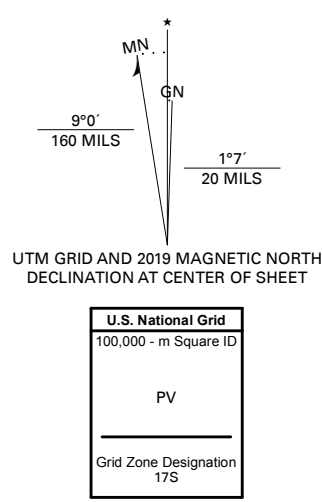 MN
GN
9°0´
160 MILS
1°7´
20 MILS
UTM GRID AND 2019 MAGNETIC NORTH
DECLINATION AT CENTER OF SHEET
U.S. National Grid
100,000 - m Square ID
PV
Grid Zone Designation
17S